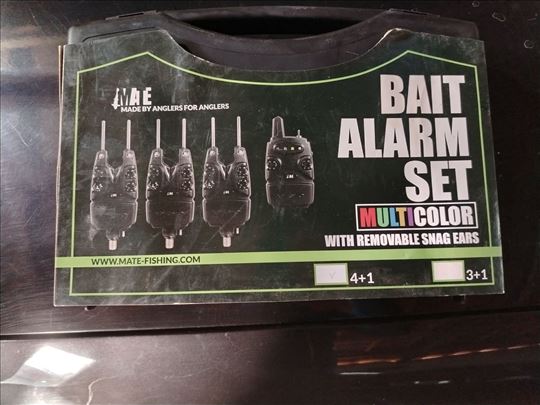 MATE
MADE BY ANGLERS FOR ANGLERS
BAIT
ALARM
SET
MULTICOLOR
WITH REMOVABLE SNAG EARS
WWW.MATE-FISHING.COM
4+1
3+1